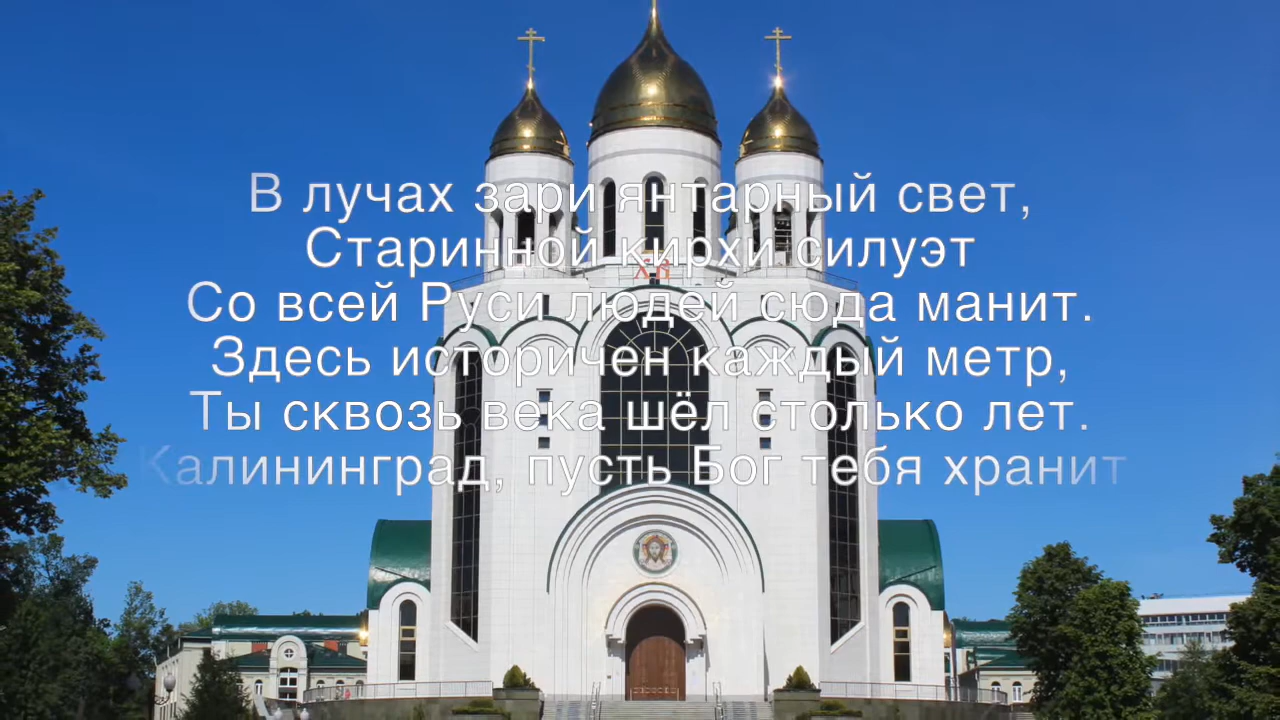 В лучах зари янтарный свет,
Старинной кирхи силуэт
Со всей Руси людей сюда манит.
Здесь историчен каждый метр,
Ты сквозь века шёл столько лет.
Калининград, пусть Бог тебя хранит
ХВ